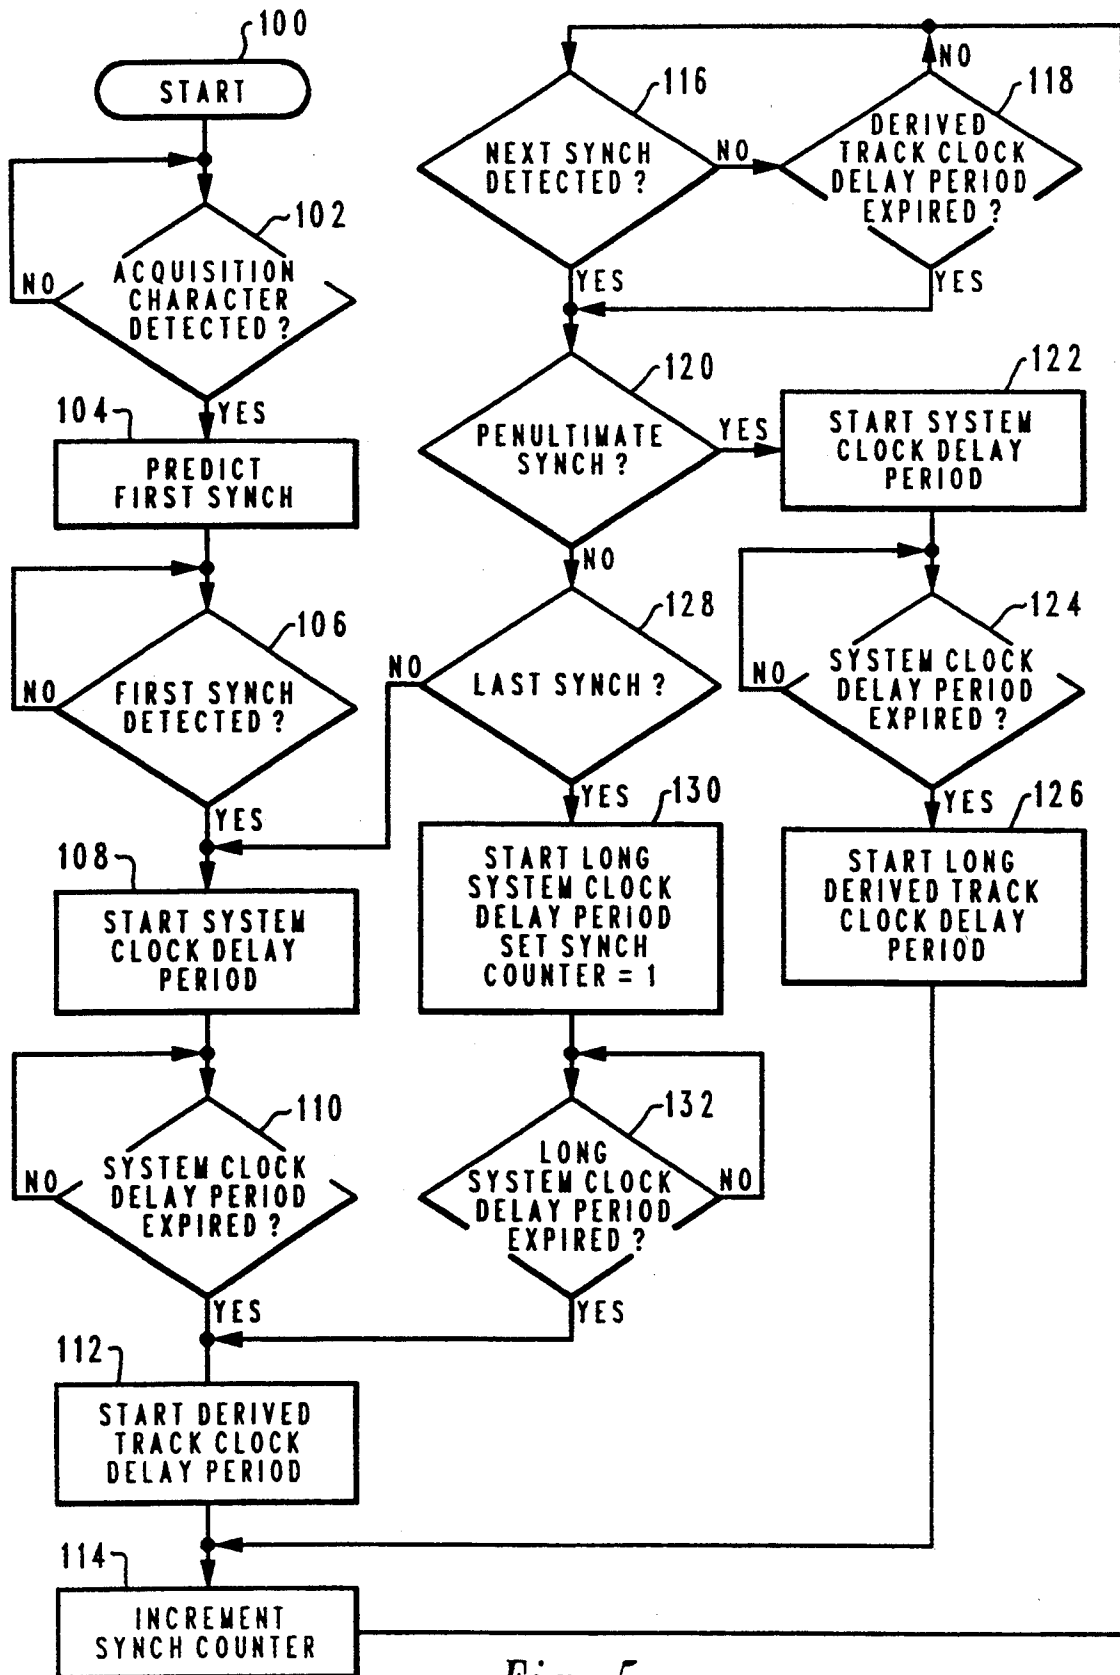 100
START
102
ACQUISITION
CHARACTER
DETECTED ?
NO
YES
104
PREDICT
FIRST SYNCH
106
FIRST SYNCH
DETECTED ?
NO
YES
108
START SYSTEM
CLOCK DELAY
PERIOD
110
SYSTEM CLOCK
DELAY PERIOD
EXPIRED ?
NO
YES
112
START DERIVED
TRACK CLOCK
DELAY PERIOD
114
INCREMENT
SYNCH COUNTER
116
NEXT SYNCH
DETECTED ?
NO
YES
118
DERIVED
TRACK CLOCK
DELAY PERIOD
EXPIRED ?
NO
YES
120
PENULTIMATE
SYNCH ?
YES
NO
122
START SYSTEM
CLOCK DELAY
PERIOD
124
SYSTEM CLOCK
DELAY PERIOD
EXPIRED ?
NO
YES
126
START LONG
DERIVED TRACK
CLOCK DELAY
PERIOD
128
LAST SYNCH ?
NO
YES
130
START LONG
SYSTEM CLOCK
DELAY PERIOD
SET SYNCH
COUNTER = 1
132
LONG
SYSTEM CLOCK
DELAY PERIOD
EXPIRED ?
NO
YES
Fig. 5